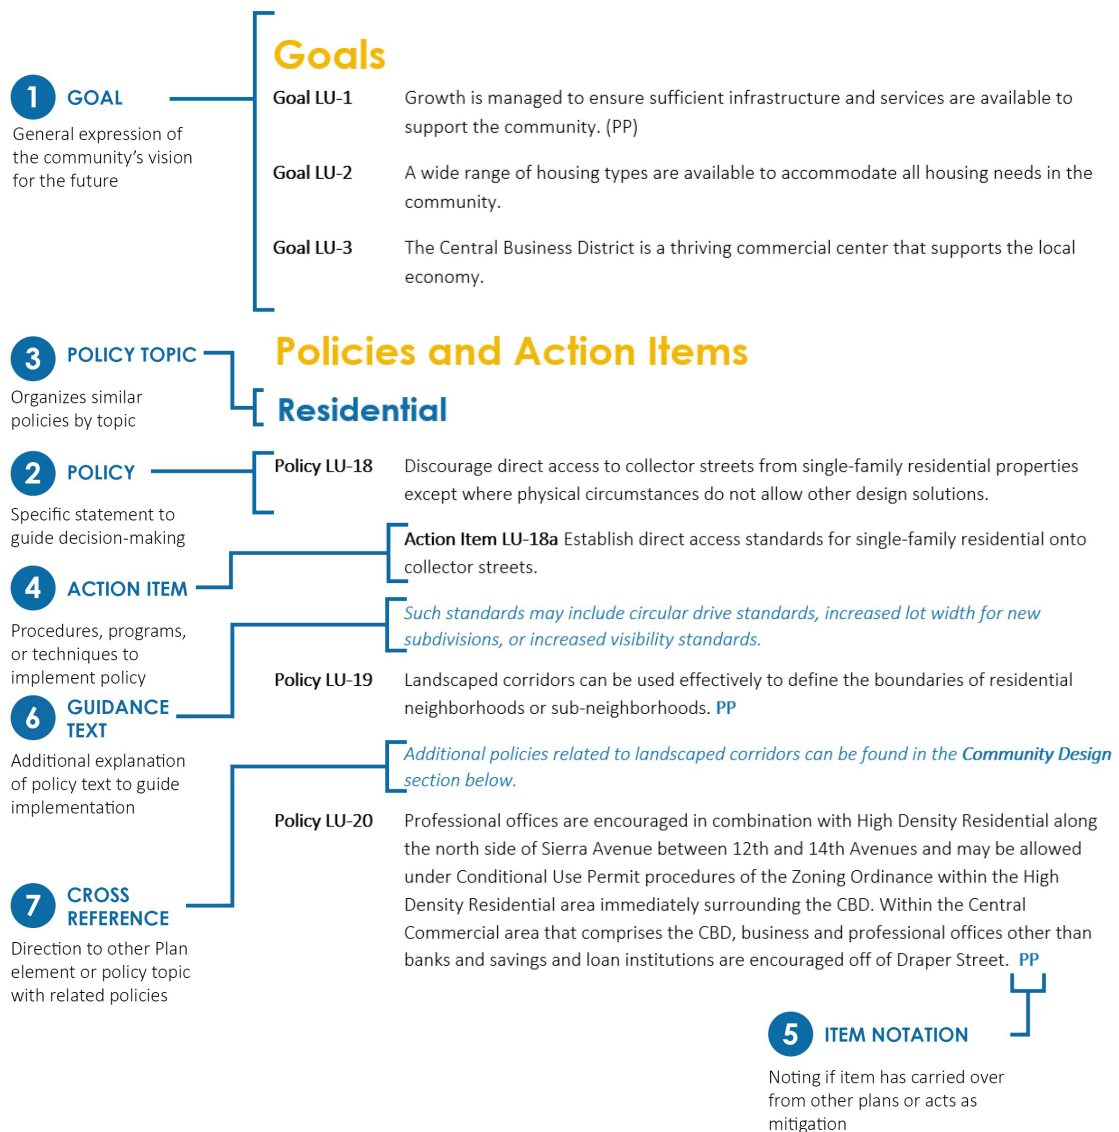 Goals
1 GOAL
General expression of
the community's vision
for the future
Goal LU-1 Growth is managed to ensure sufficient infrastructure and services are available to
support the community. (PP)
Goal LU-2 A wide range of housing types are available to accommodate all housing needs in the
community.
Goal LU-3 The Central Business District is a thriving commercial center that supports the local
economy.
Policies and Action Items
3 POLICY TOPIC
Organizes similar
policies by topic
Residential
2 POLICY
Specific statement to
guide decision-making
Policy LU-18 Discourage direct access to collector streets from single-family residential properties
except where physical circumstances do not allow other design solutions.
4 ACTION ITEM
Procedures, programs,
or techniques to
implement policy
Action Item LU-18a Establish direct access standards for single-family residential onto
collector streets.
6 GUIDANCE
TEXT
Additional explanation
of policy text to guide
implementation
Such standards may include circular drive standards, increased lot width for new
subdivisions, or increased visibility standards.
Policy LU-19 Landscaped corridors can be used effectively to define the boundaries of residential
neighborhoods or sub-neighborhoods. PP
7 CROSS
REFERENCE
Direction to other Plan
element or policy topic
with related policies
Additional policies related to landscaped corridors can be found in the Community Design
section below.
Policy LU-20 Professional offices are encouraged in combination with High Density Residential along
the north side of Sierra Avenue between 12th and 14th Avenues and may be allowed
under Conditional Use Permit procedures of the Zoning Ordinance within the High
Density Residential area immediately surrounding the CBD. Within the Central
Commercial area that comprises the CBD, business and professional offices other than
banks and savings and loan institutions are encouraged off of Draper Street. PP
5 ITEM NOTATION
Noting if item has carried over
from other plans or acts as
mitigation